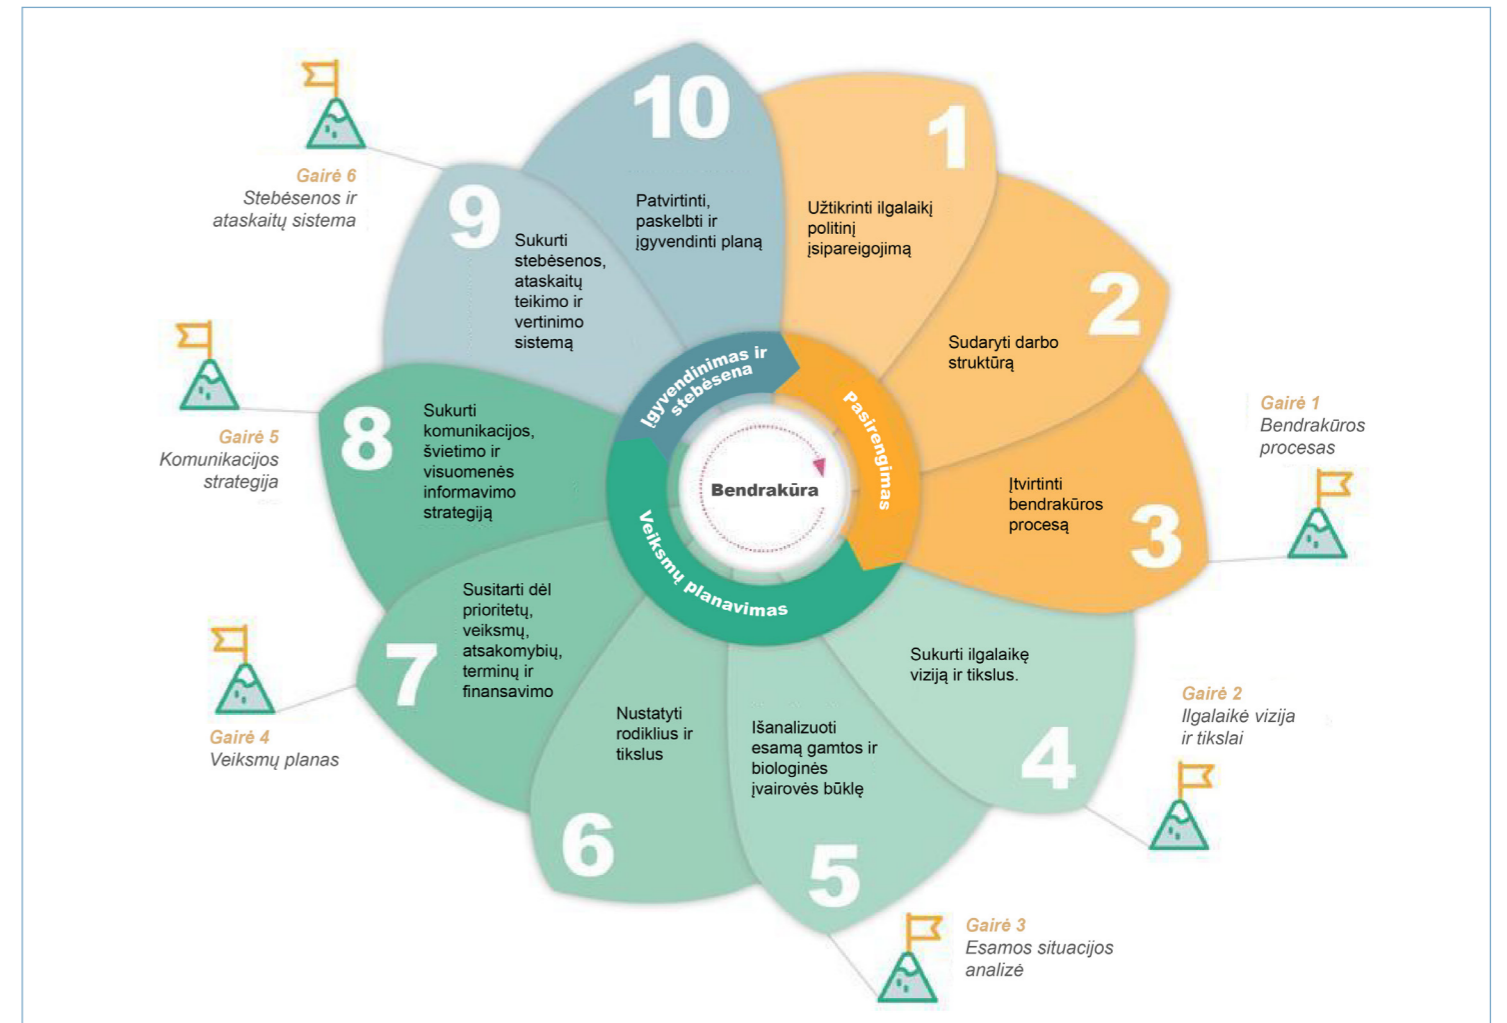 10
Patvirtinti,
paskelbti ir
įgyvendinti planą
1
Užtikrinti ilgalaikį
politinį
įsipareigojimą
2
Sudaryti darbo
struktūrą
3
Įtvirtinti
bendrakūros
procesą
Gairė 1
Bendrakūros
procesas
4
Sukurti ilgalaikę
viziją ir tikslus.
Gairė 2
Ilgalaikė vizija
ir tikslai
5
Išanalizuoti
esamą gamtos ir
biologinės
įvairovės būklę
Gairė 3
Esamos situacijos
analizė
6
Nustatyti
rodiklius ir
tikslus
7
Susitarti dėl
prioritetų,
veiksmų,
atsakomybių,
terminų ir
finansavimo
Gairė 4
Veiksmų planas
8
Sukurti
komunikacijos,
švietimo ir
visuomenės
informavimo
strategiją
Gairė 5
Komunikacijos
strategija
9
Sukurti
stebėsenos,
ataskaitų
teikimo ir
vertinimo
sistemą
Gairė 6
Stebėsenos ir
ataskaitų sistema
Įgyvendinimas ir
stebėsena
Pasirengimas
Veiksmų planavimas
Bendrakūra